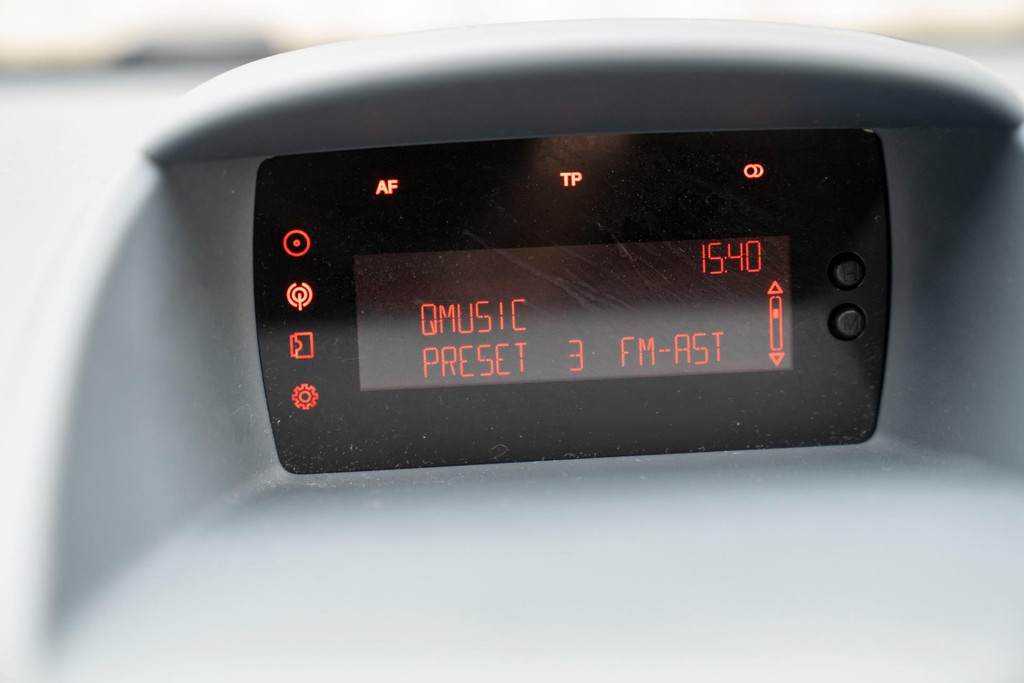 AF TP
15:40
QMUSIC
PRESET 3 FM-AST
H
M